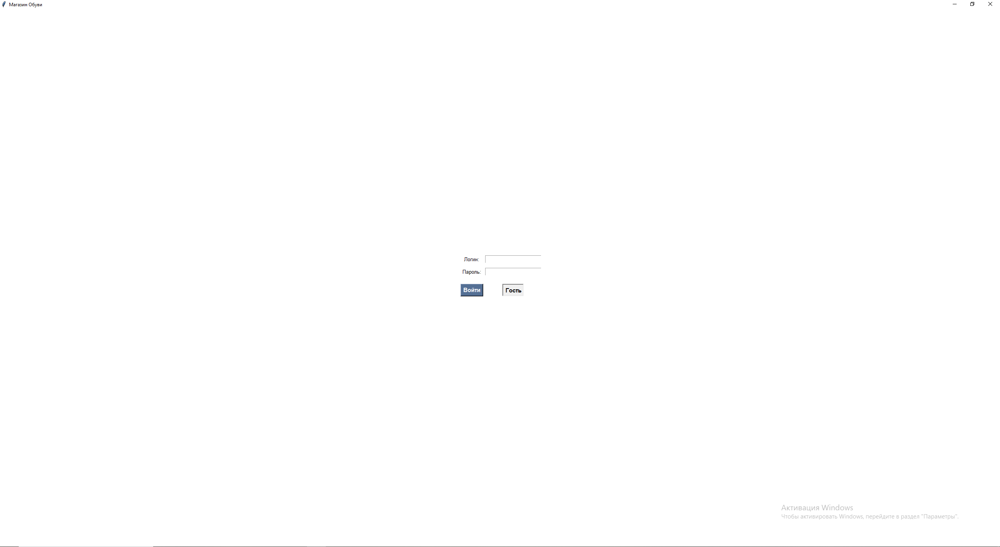 Магазин Обуви
Логин:
Пароль:
Войти Гость
Активация Windows
Чтобы активировать Windows, перейдите в раздел "Параметры".